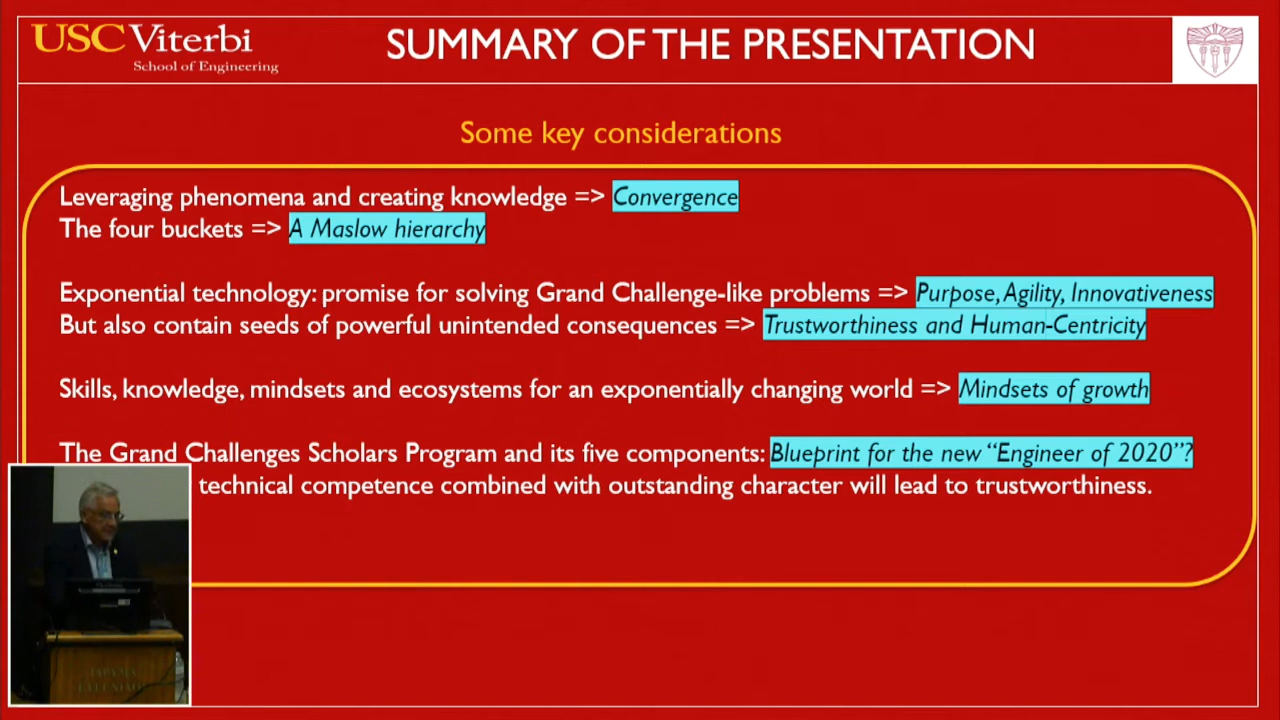 USC Viterbi
School of Engineering
SUMMARY OF THE PRESENTATION
Some key considerations
Leveraging phenomena and creating knowledge => Convergence
The four buckets => A Maslow hierarchy
Exponential technology: promise for solving Grand Challenge-like problems => Purpose, Agility, Innovativeness
But also contain seeds of powerful unintended consequences => Trustworthiness and Human-Centricity
Skills, knowledge, mindsets and ecosystems for an exponentially changing world => Mindsets of growth
The Grand Challenges Scholars Program and its five components: Blueprint for the new “Engineer of 2020”?
technical competence combined with outstanding character will lead to trustworthiness.